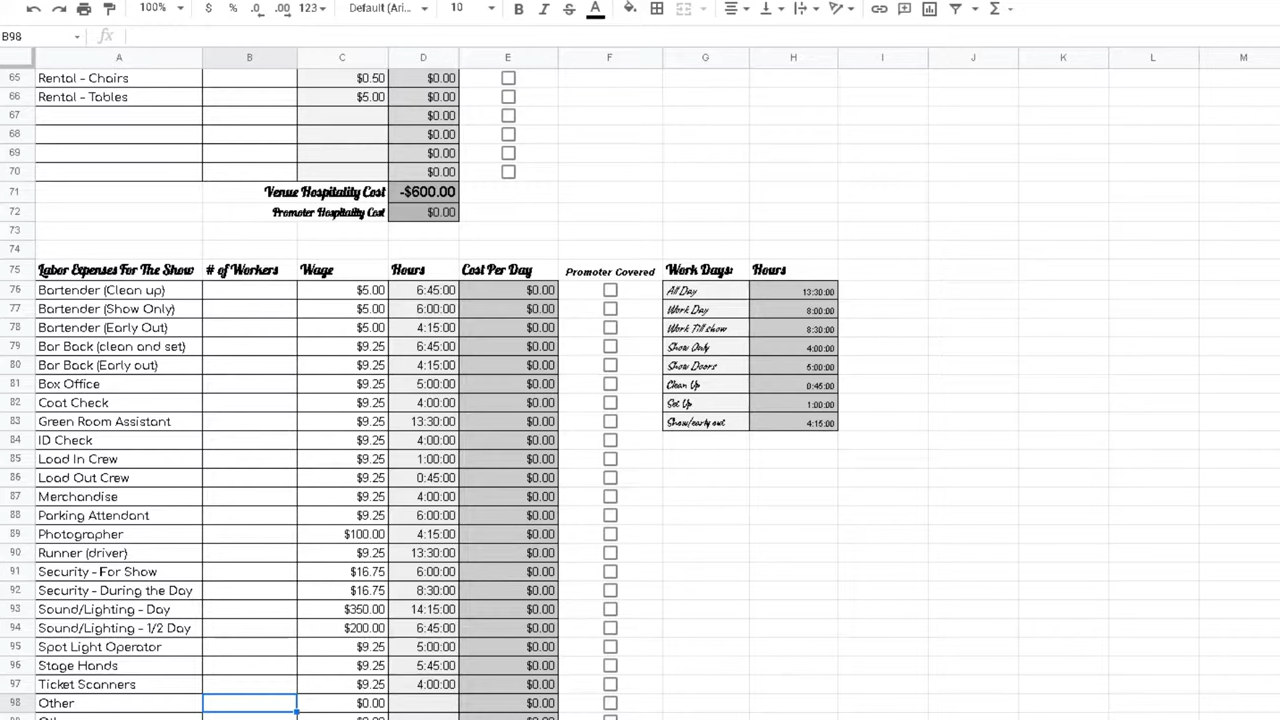 100% $ % .0 .00 123 Default (Ari... 10 B I S A Σ
B98 fx
A B C D E F G H I J K L M
65 Rental - Chairs $0.50 $0.00
66 Rental - Tables $5.00 $0.00
67 $0.00
68 $0.00
69 $0.00
70 $0.00
71 Venue Hospitality Cost -$600.00
72 Promoter Hospitality Cost $0.00
73
74
75 Labor Expenses For The Show # of Workers Wage Hours Cost Per Day Promoter Covered Work Days: Hours
76 Bartender (Clean up) $5.00 6:45:00 $0.00 All Day 13:30:00
77 Bartender (Show Only) $5.00 6:00:00 $0.00 Work Day 8:00:00
78 Bartender (Early Out) $5.00 4:15:00 $0.00 Work Till show 8:30:00
79 Bar Back (clean and set) $9.25 6:45:00 $0.00 Show Only 4:00:00
80 Bar Back (Early out) $9.25 4:15:00 $0.00 Show Doors 5:00:00
81 Box Office $9.25 5:00:00 $0.00 Clean Up 0:45:00
82 Coat Check $9.25 4:00:00 $0.00 Set Up 1:00:00
83 Green Room Assistant $9.25 13:30:00 $0.00 Show/early out 4:15:00
84 ID Check $9.25 4:00:00 $0.00
85 Load In Crew $9.25 1:00:00 $0.00
86 Load Out Crew $9.25 0:45:00 $0.00
87 Merchandise $9.25 4:00:00 $0.00
88 Parking Attendant $9.25 6:00:00 $0.00
89 Photographer $100.00 4:15:00 $0.00
90 Runner (driver) $9.25 13:30:00 $0.00
91 Security - For Show $16.75 6:00:00 $0.00
92 Security - During the Day $16.75 8:30:00 $0.00
93 Sound/Lighting - Day $350.00 14:15:00 $0.00
94 Sound/Lighting - 1/2 Day $200.00 6:45:00 $0.00
95 Spot Light Operator $9.25 5:00:00 $0.00
96 Stage Hands $9.25 5:45:00 $0.00
97 Ticket Scanners $9.25 4:00:00 $0.00
98 Other $0.00 $0.00